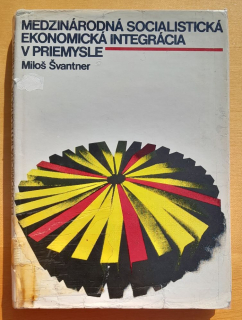 MEDZINÁRODNÁ SOCIALISTICKÁ
EKONOMICKÁ INTEGRÁCIA
V PRIEMYSLE
Miloš Švantner